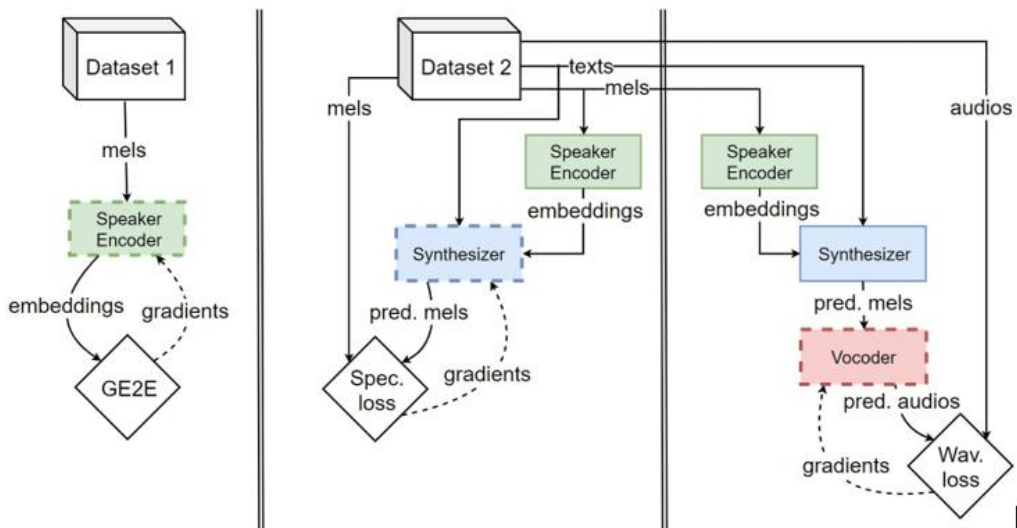 Dataset 1
mels
Speaker
Encoder
embeddings
gradients
GE2E
Dataset 2
mels
texts
mels
Speaker
Encoder
embeddings
Synthesizer
pred. mels
gradients
Spec.
loss
audios
Speaker
Encoder
embeddings
Synthesizer
pred. mels
Vocoder
pred. audios
gradients
Wav.
loss